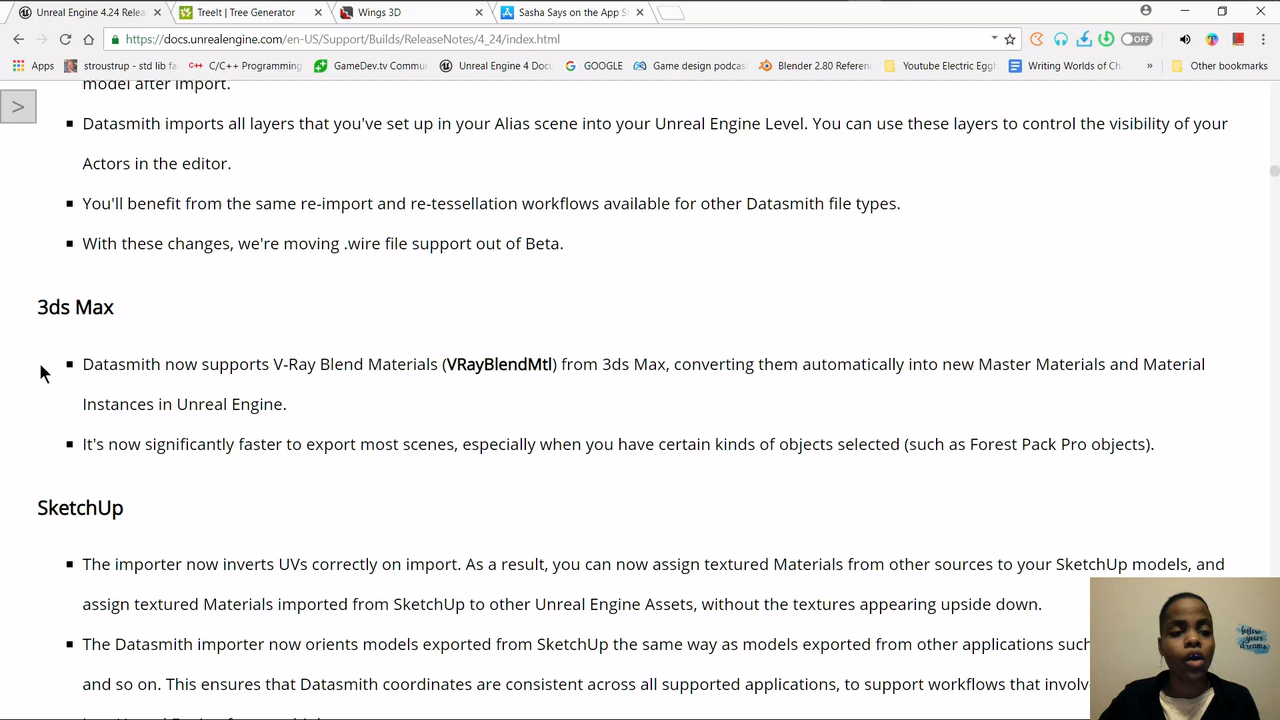 Unreal Engine 4.24 Relea
TreeIt | Tree Generator
Wings 3D
Sasha Says on the App S
https://docs.unrealengine.com/en-US/Support/Builds/ReleaseNotes/4_24/index.html
OFF
Apps
stroustrup - std lib fa
C++ C/C++ Programming
GameDev.tv Commu
Unreal Engine 4 Docu
GOOGLE
Game design podcas
Blender 2.80 Referen
Youtube Electric Eggh
Writing Worlds of Ch
»
Other bookmarks
>
model after import.
Datasmith imports all layers that you've set up in your Alias scene into your Unreal Engine Level. You can use these layers to control the visibility of your
Actors in the editor.
You'll benefit from the same re-import and re-tessellation workflows available for other Datasmith file types.
With these changes, we're moving .wire file support out of Beta.
3ds Max
Datasmith now supports V-Ray Blend Materials (VRayBlendMtl) from 3ds Max, converting them automatically into new Master Materials and Material
Instances in Unreal Engine.
It's now significantly faster to export most scenes, especially when you have certain kinds of objects selected (such as Forest Pack Pro objects).
SketchUp
The importer now inverts UVs correctly on import. As a result, you can now assign textured Materials from other sources to your SketchUp models, and
assign textured Materials imported from SketchUp to other Unreal Engine Assets, without the textures appearing upside down.
The Datasmith importer now orients models exported from SketchUp the same way as models exported from other applications such
and so on. This ensures that Datasmith coordinates are consistent across all supported applications, to support workflows that involv
follow
your
dreams